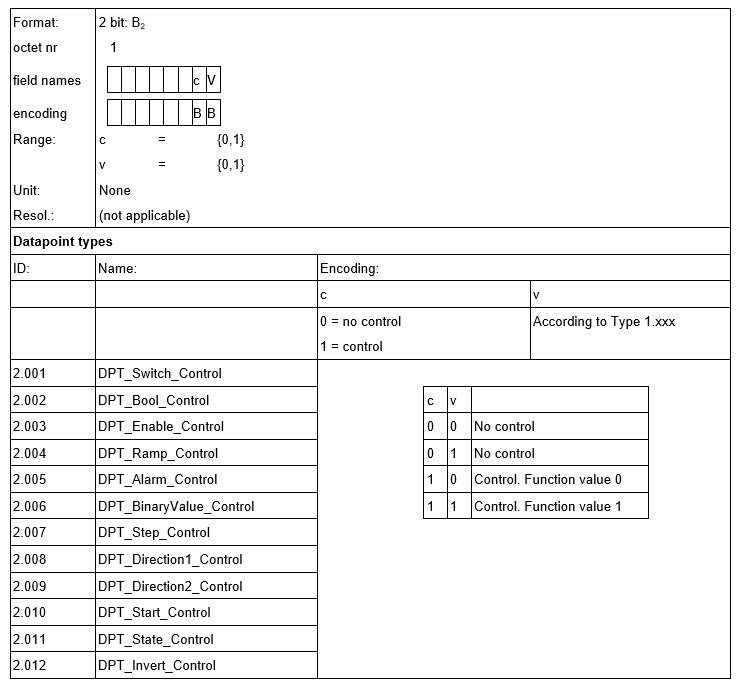 Format: 2 bit: B₂
octet nr 1
field names c V
encoding B B
Range: c = {0,1}
v = {0,1}
Unit: None
Resol.: (not applicable)
Datapoint types
ID: Name: Encoding:
c v
0 = no control According to Type 1.xxx
1 = control
2.001 DPT_Switch_Control
2.002 DPT_Bool_Control c v
2.003 DPT_Enable_Control 0 0 No control
2.004 DPT_Ramp_Control 0 1 No control
2.005 DPT_Alarm_Control 1 0 Control. Function value 0
2.006 DPT_BinaryValue_Control 1 1 Control. Function value 1
2.007 DPT_Step_Control
2.008 DPT_Direction1_Control
2.009 DPT_Direction2_Control
2.010 DPT_Start_Control
2.011 DPT_State_Control
2.012 DPT_Invert_Control